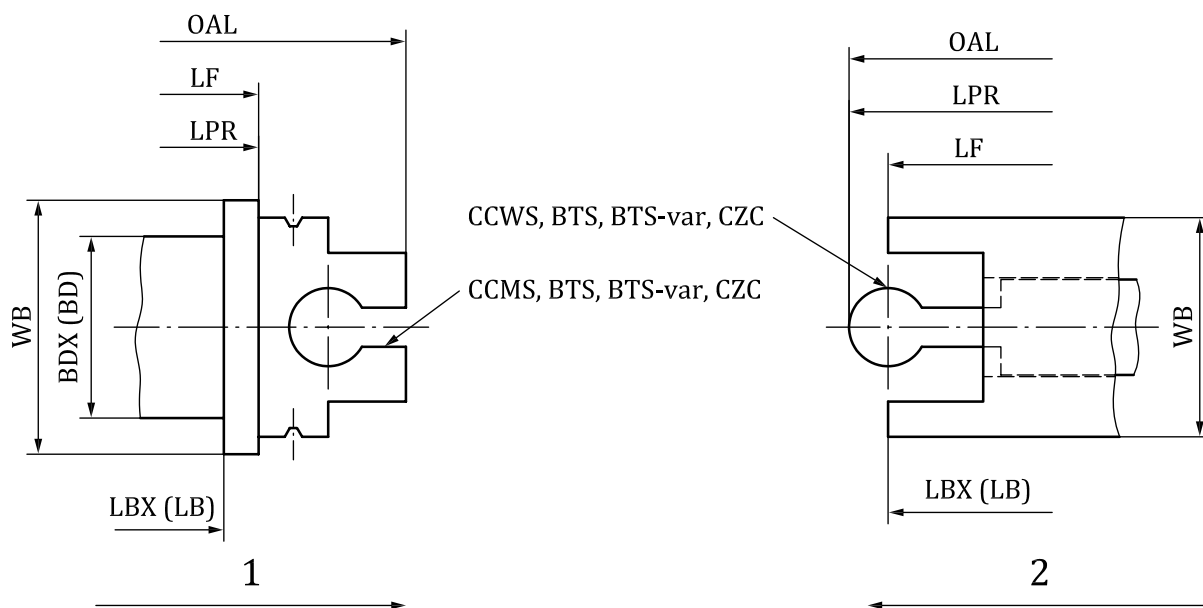 OAL
LF
LPR
WB
BDX (BD)
LBX (LB)
CCWS, BTS, BTS-var, CZC
CCMS, BTS, BTS-var, CZC
1
OAL
LPR
LF
WB
LBX (LB)
2